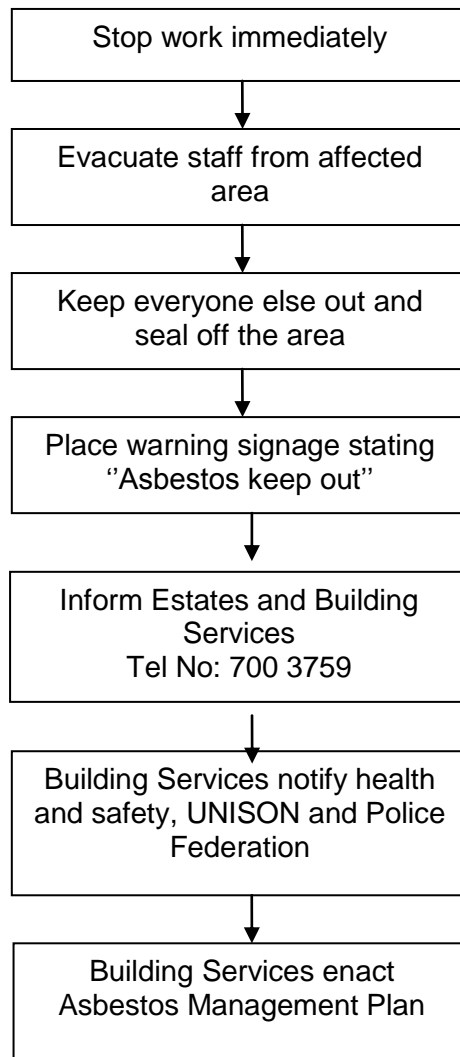 Stop work immediately
Evacuate staff from affected
area
Keep everyone else out and
seal off the area
Place warning signage stating
‘’Asbestos keep out’’
Inform Estates and Building
Services
Tel No: 700 3759
Building Services notify health
and safety, UNISON and Police
Federation
Building Services enact
Asbestos Management Plan